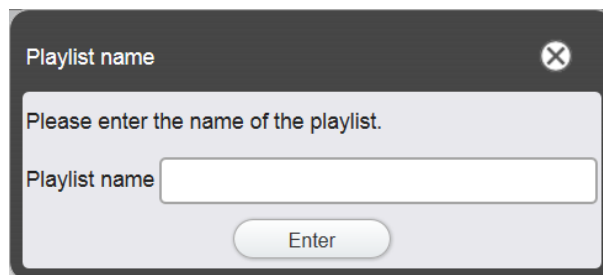 Playlist name
Please enter the name of the playlist.
Playlist name
Enter